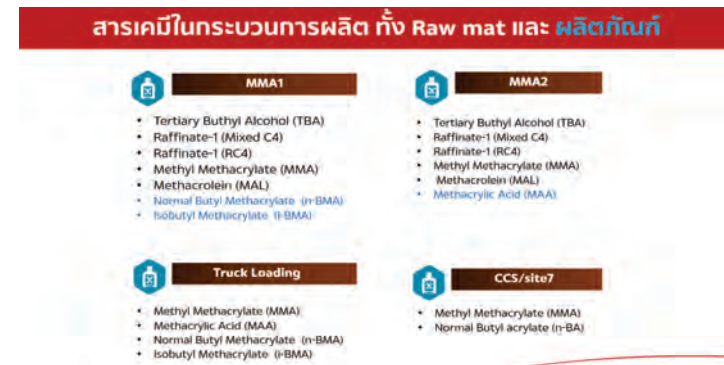 สารเคมีในกระบวนการผลิต ทั้ง Raw mat และ ผลิตภัณฑ์
MMA1
• Tertiary Buthyl Alcohol (TBA)
• Raffinate-1 (Mixed C4)
• Raffinate-1 (RC4)
• Methyl Methacrylate (MMA)
• Methacrolein (MAL)
• Normal Butyl Methacrylate (n-BMA)
• Isobutyl Methacrylate (i-BMA)
MMA2
• Tertiary Buthyl Alcohol (TBA)
• Raffinate-1 (Mixed C4)
• Raffinate-1 (RC4)
• Methyl Methacrylate (MMA)
• Methacrolein (MAL)
• Methacrylic Acid (MAA)
Truck Loading
• Methyl Methacrylate (MMA)
• Methacrylic Acid (MAA)
• Normal Butyl Methacrylate (n-BMA)
• Isobutyl Methacrylate (i-BMA)
CCS/site7
• Methyl Methacrylate (MMA)
• Normal Butyl acrylate (n-BA)